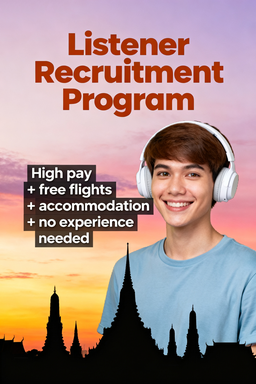 Listener
Recruitment
Program
High pay
+ free flights
+ accommodation
+ no experience
needed